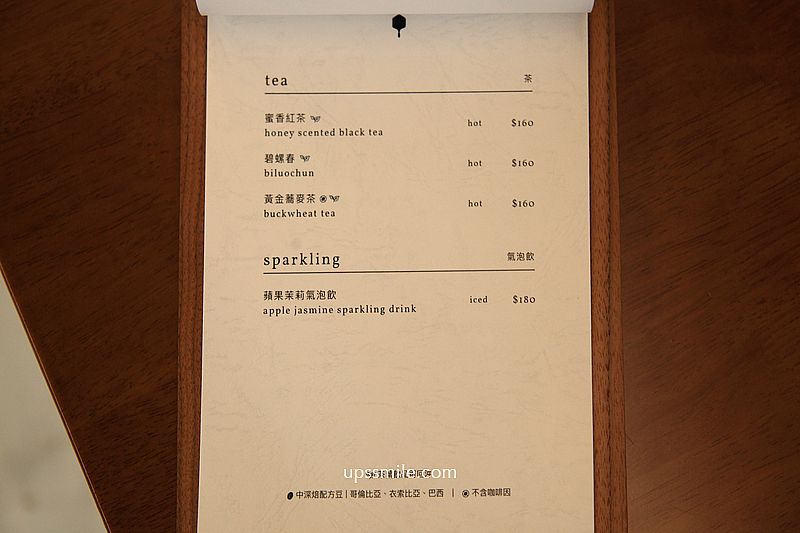 tea 茶
蜜香紅茶
honey scented black tea hot $160
碧螺春
biluochun hot $160
黃金蕎麥茶
buckwheat tea hot $160
sparkling 氣泡飲
蘋果茉莉氣泡飲
apple jasmine sparkling drink iced $180
upssmile.com
中深焙配方豆 | 哥倫比亞、衣索比亞、巴西 | 不含咖啡因